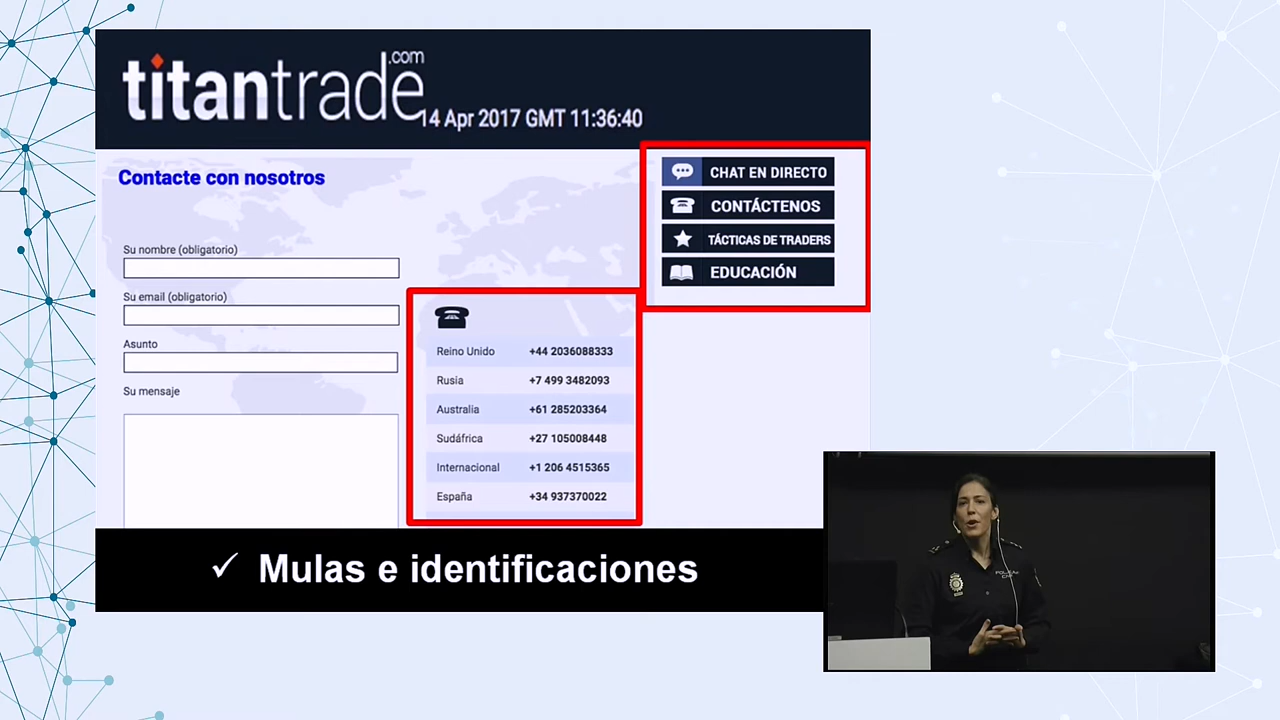 titantrade.com
14 Apr 2017 GMT 11:36:40
Contacte con nosotros
Su nombre (obligatorio)
Su email (obligatorio)
Asunto
Su mensaje
CHAT EN DIRECTO
CONTÁCTENOS
TÁCTICAS DE TRADERS
EDUCACIÓN
Reino Unido +44 2036088333
Rusia +7 499 3482093
Australia +61 285203364
Sudáfrica +27 105008448
Internacional +1 206 4515365
España +34 937370022
✓ Mulas e identificaciones
POLICÍA